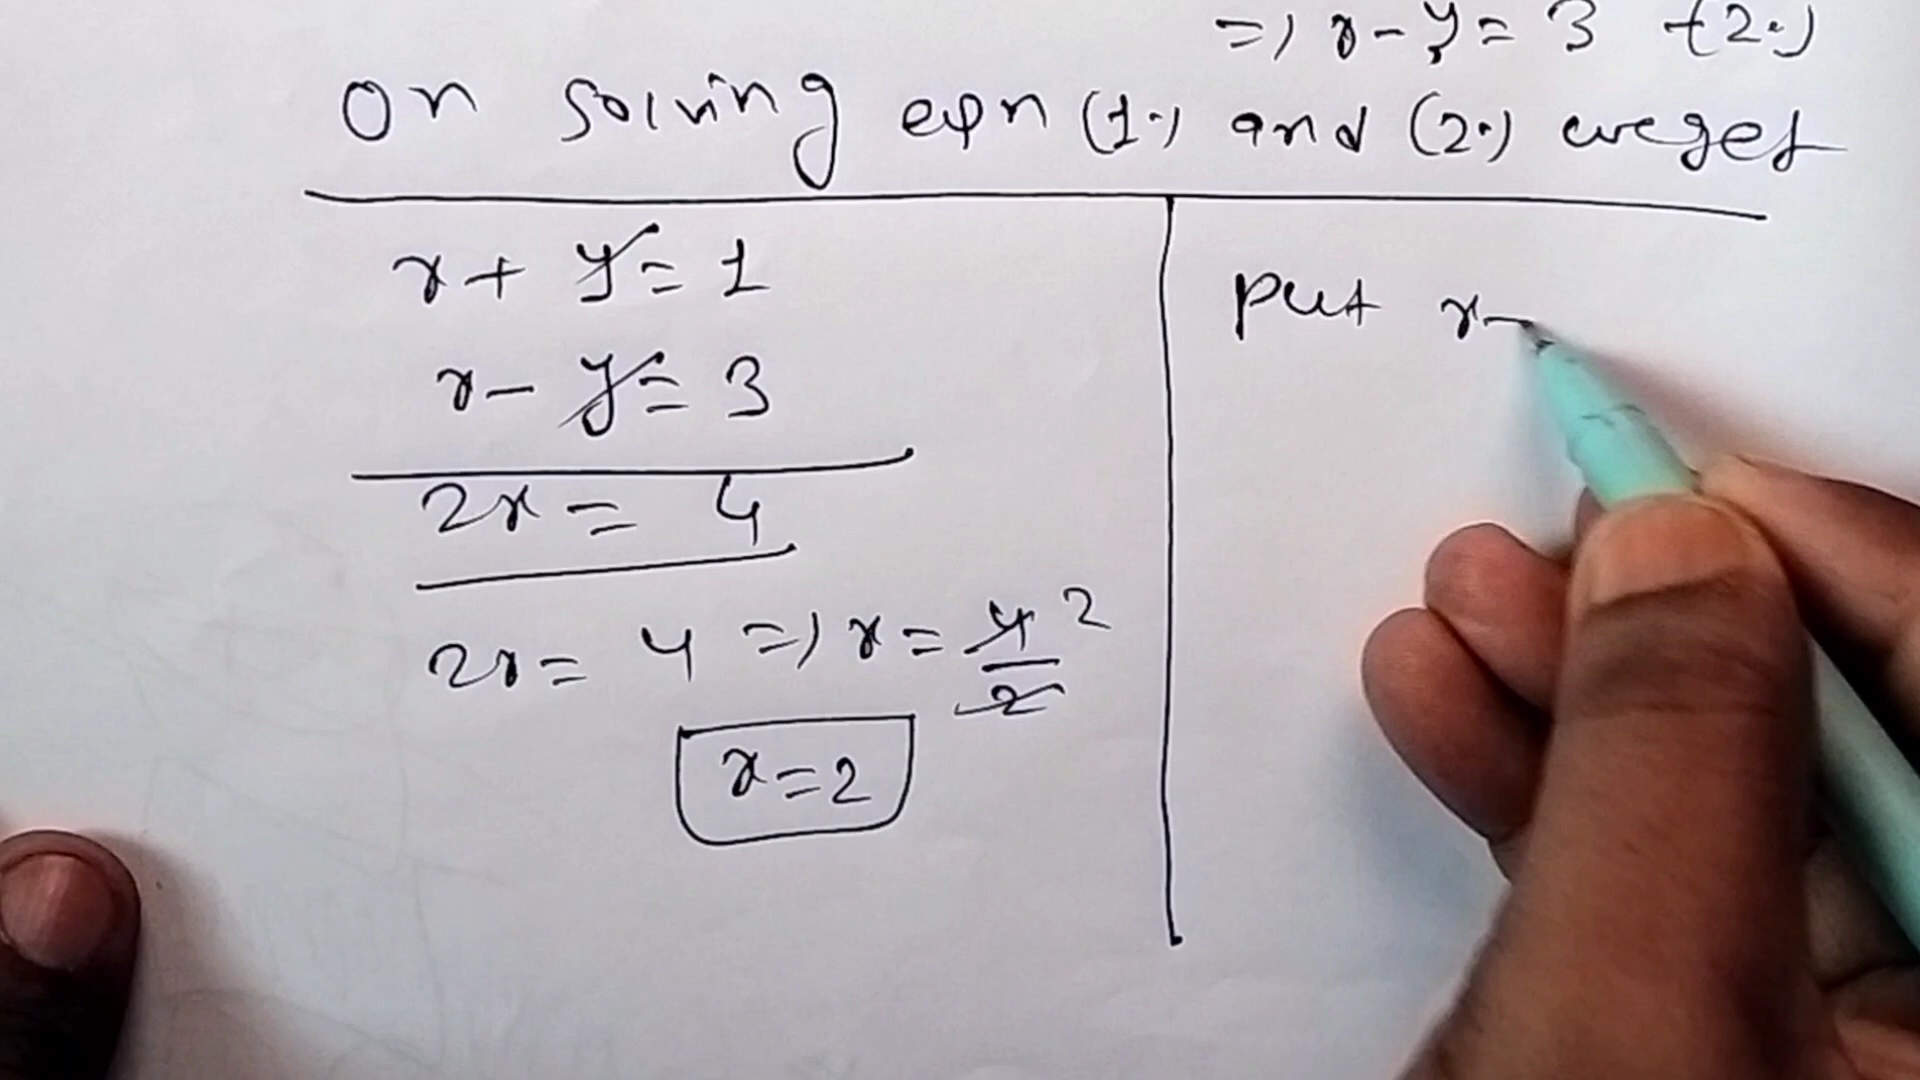 =) x - y = 3 -(2.)
on solving eqn (1.) and (2.) we get
x + y = 1
x - y = 3
2x = 4
2x = 4 =) x = 4/2 2
x = 2
put x -